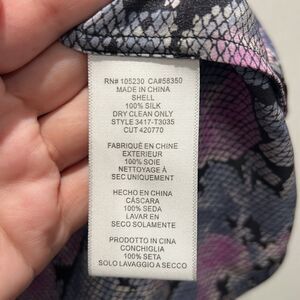 RN# 105230 CA#58350
MADE IN CHINA
SHELL
100% SILK
DRY CLEAN ONLY
STYLE 3417-T3035
CUT 420770
FABRIQUÉ EN CHINE
EXTERIEUR
100% SOIE
NETTOYAGE À
SEC UNIQUEMENT
HECHO EN CHINA
CÁSCARA
100% SEDA
LAVAR EN
SECO SOLAMENTE
PRODOTTO IN CINA
CONCHIGLIA
100% SETA
SOLO LAVAGGIO A SECCO